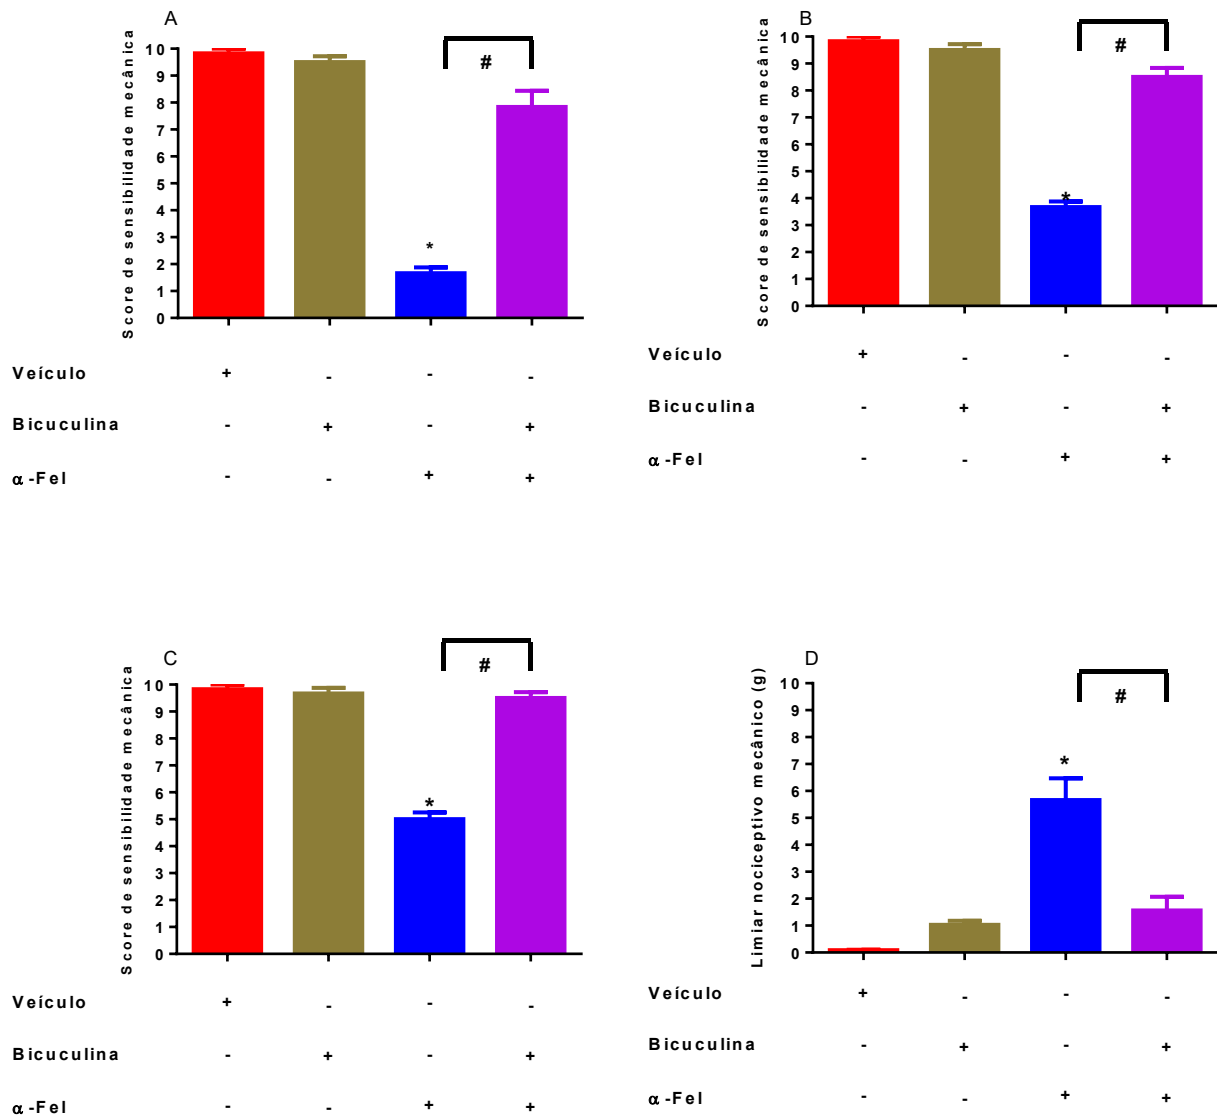 A
Score de sensibilidade mecânica
#
10
9
8
7
6
5
4
3
2
1
0
*
Veículo + - - -
Bicuculina - + - +
α -Fel - - + +
B
Score de sensibilidade mecânica
#
10
9
8
7
6
5
4
3
2
1
0
*
Veículo + - - -
Bicuculina - + - +
α -Fel - - + +
C
Score de sensibilidade mecânica
#
10
9
8
7
6
5
4
3
2
1
0
*
Veículo + - - -
Bicuculina - + - +
α -Fel - - + +
D
Limiar nociceptivo mecânico (g)
#
10
9
8
7
6
5
4
3
2
1
0
*
Veículo + - - -
Bicuculina - + - +
α -Fel - - + +